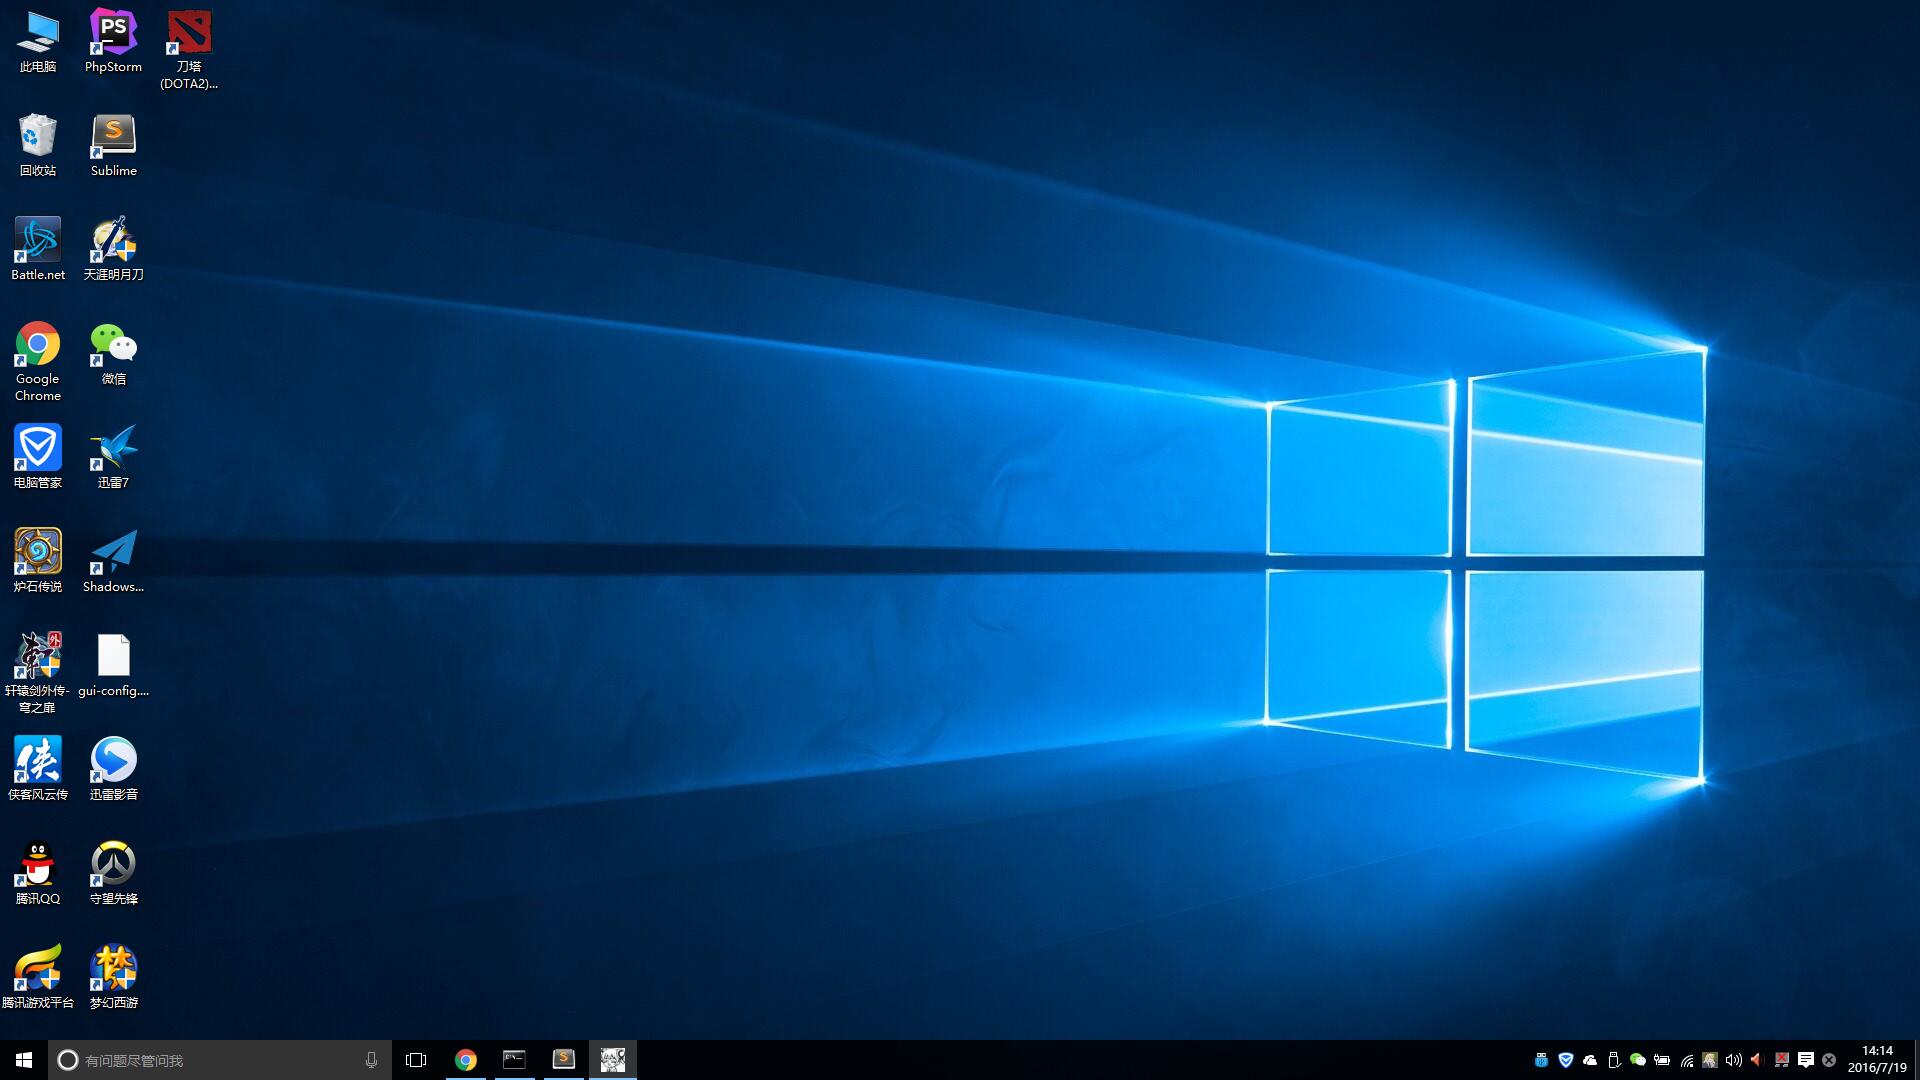 此电脑
PhpStorm
刀塔
(DOTA2)...
回收站
Sublime
Battle.net
天涯明月刀
Google
Chrome
微信
电脑管家
迅雷7
炉石传说
Shadows...
轩辕剑外传-
穹之扉
gui-config....
侠客风云传
迅雷影音
腾讯QQ
守望先锋
腾讯游戏平台
梦幻西游
有问题尽管问我
14:14
2016/7/19